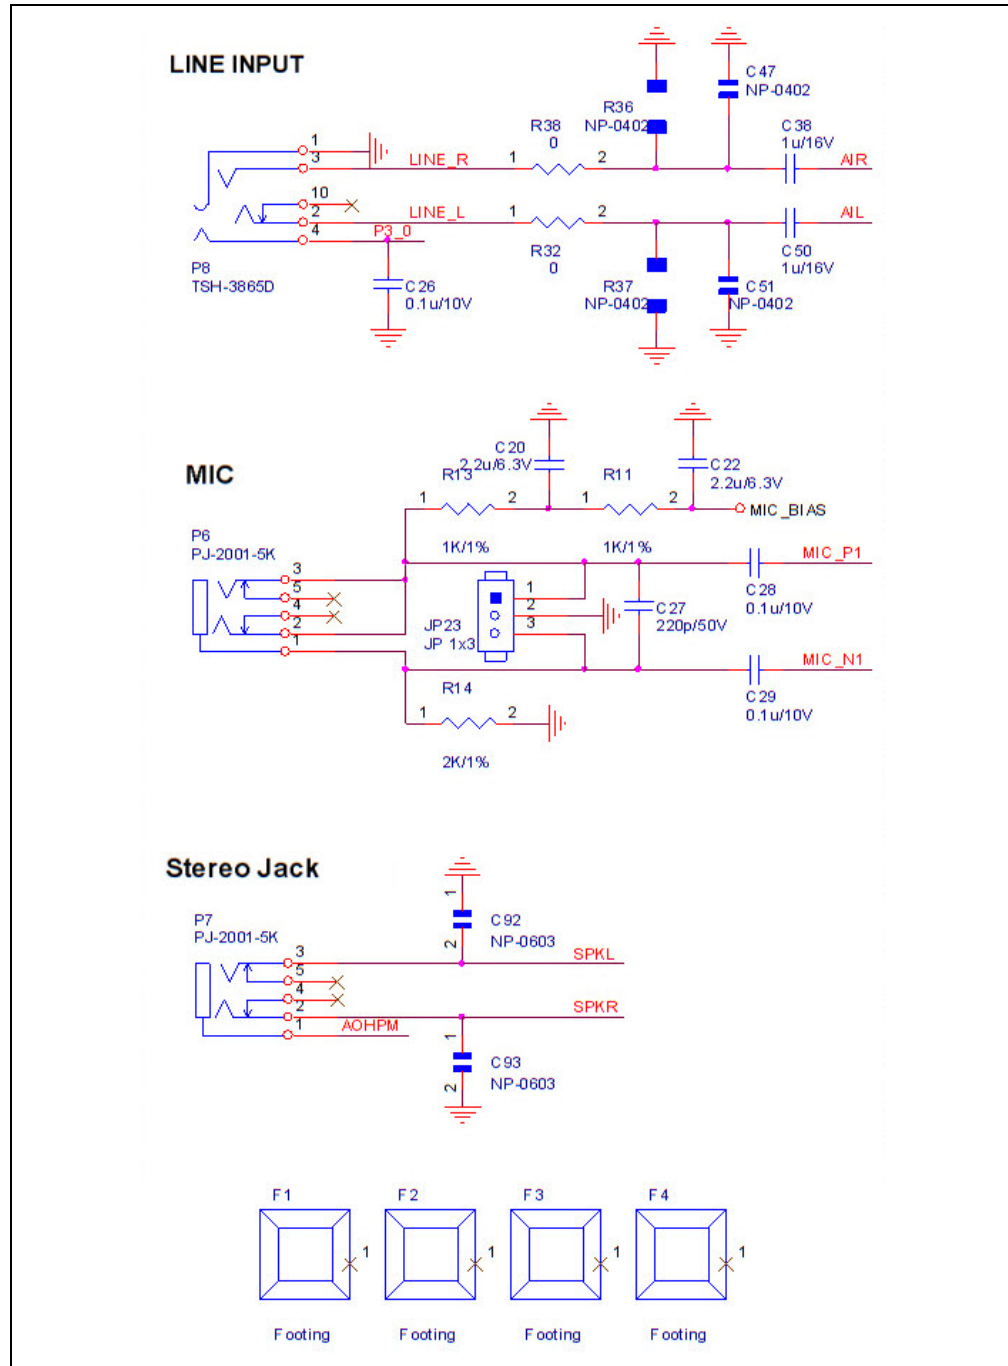 LINE INPUT
C47
NP-0402
R36
NP-0402
R38
0
C38
1u/16V
1
3
LINE_R
1
2
AIR
10
2
LINE_L
1
2
AIL
4
P3_0
P8
TSH-3865D
C26
0.1u/10V
R32
0
R37
NP-0402
C50
1u/16V
C51
NP-0402
MIC
C20
2.2u/6.3V
R13
R11
C22
2.2u/6.3V
1
2
1
2
MIC_BIAS
P6
PJ-2001-5K
1K/1%
1K/1%
MIC_P1
3
5
4
2
1
1
2
3
JP23
JP 1x3
C27
220p/50V
C28
0.1u/10V
MIC_N1
R14
1
2
2K/1%
C29
0.1u/10V
Stereo Jack
P7
PJ-2001-5K
1
2
C92
NP-0603
3
SPKL
5
4
2
SPKR
1
AOHPM
1
2
C93
NP-0603
F1
F2
F3
F4
1
1
1
1
Footing
Footing
Footing
Footing